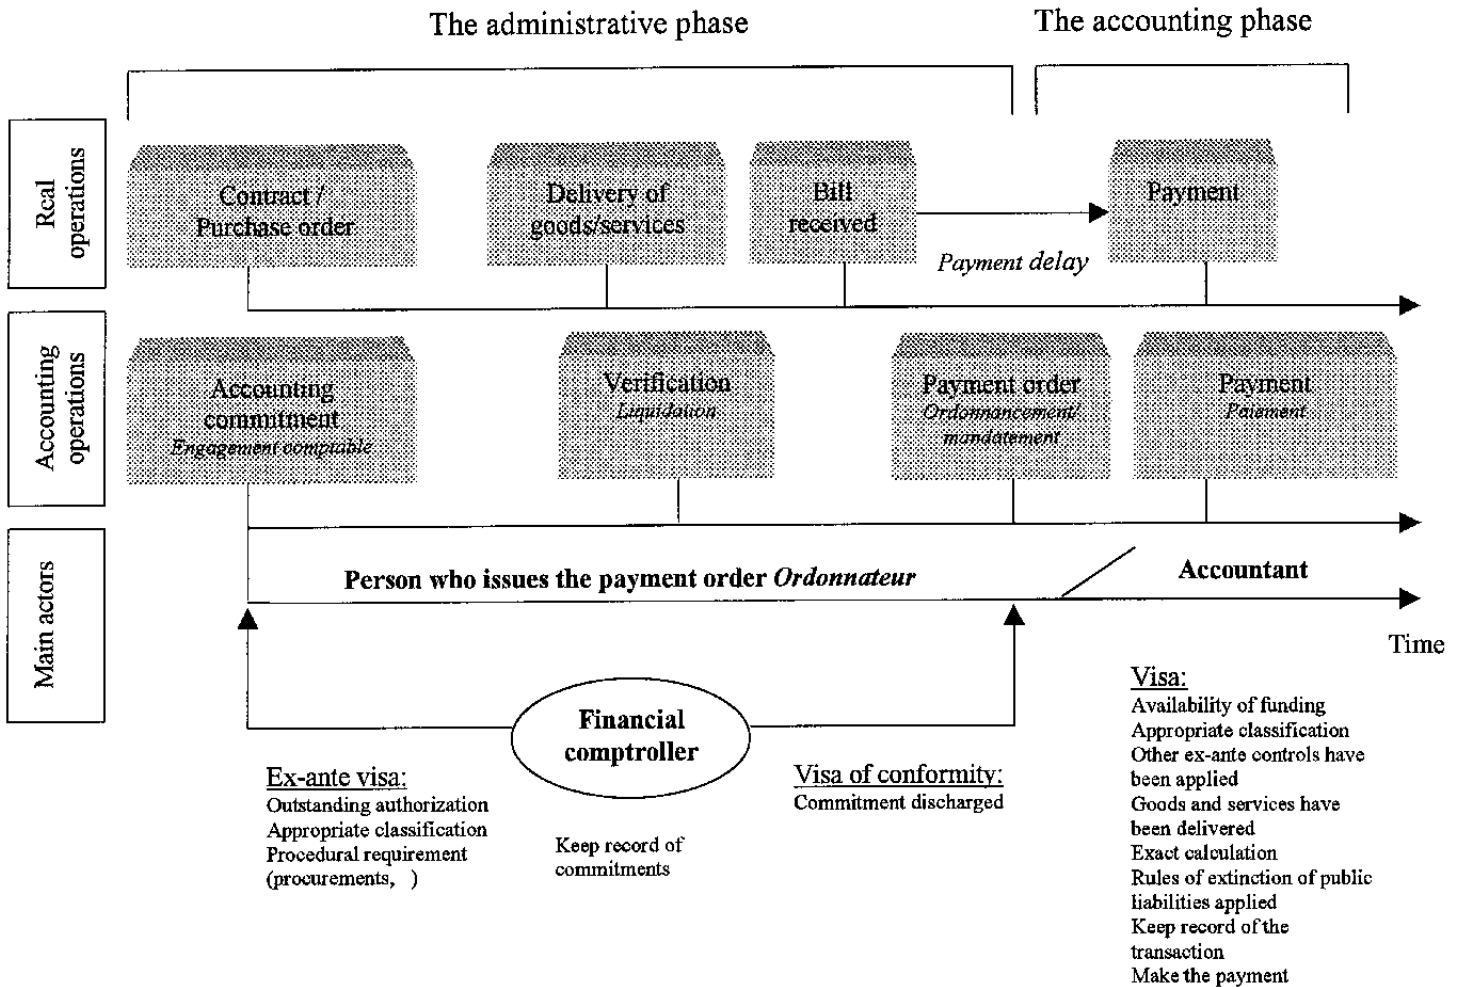 The administrative phase
The accounting phase
Real
operations
Contract /
Purchase order
Delivery of
goods/services
Bill
received
Payment delay
Payment
Accounting
operations
Accounting
commitment
Engagement comptable
Verification
Liquidation
Payment order
Ordonnancement/
mandatement
Payment
Paiement
Main actors
Person who issues the payment order Ordonnateur
Accountant
Time
Financial
comptroller
Ex-ante visa:
Outstanding authorization
Appropriate classification
Procedural requirement
(procurements, )
Keep record of
commitments
Visa of conformity:
Commitment discharged
Visa:
Availability of funding
Appropriate classification
Other ex-ante controls have
been applied
Goods and services have
been delivered
Exact calculation
Rules of extinction of public
liabilities applied
Keep record of the
transaction
Make the payment